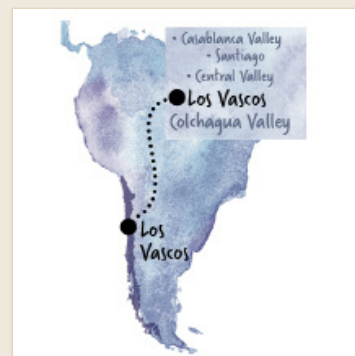 • Casablanca Valley
• Santiago
• Central Valley
Los Vascos
Colchagua Valley
Los
Vascos